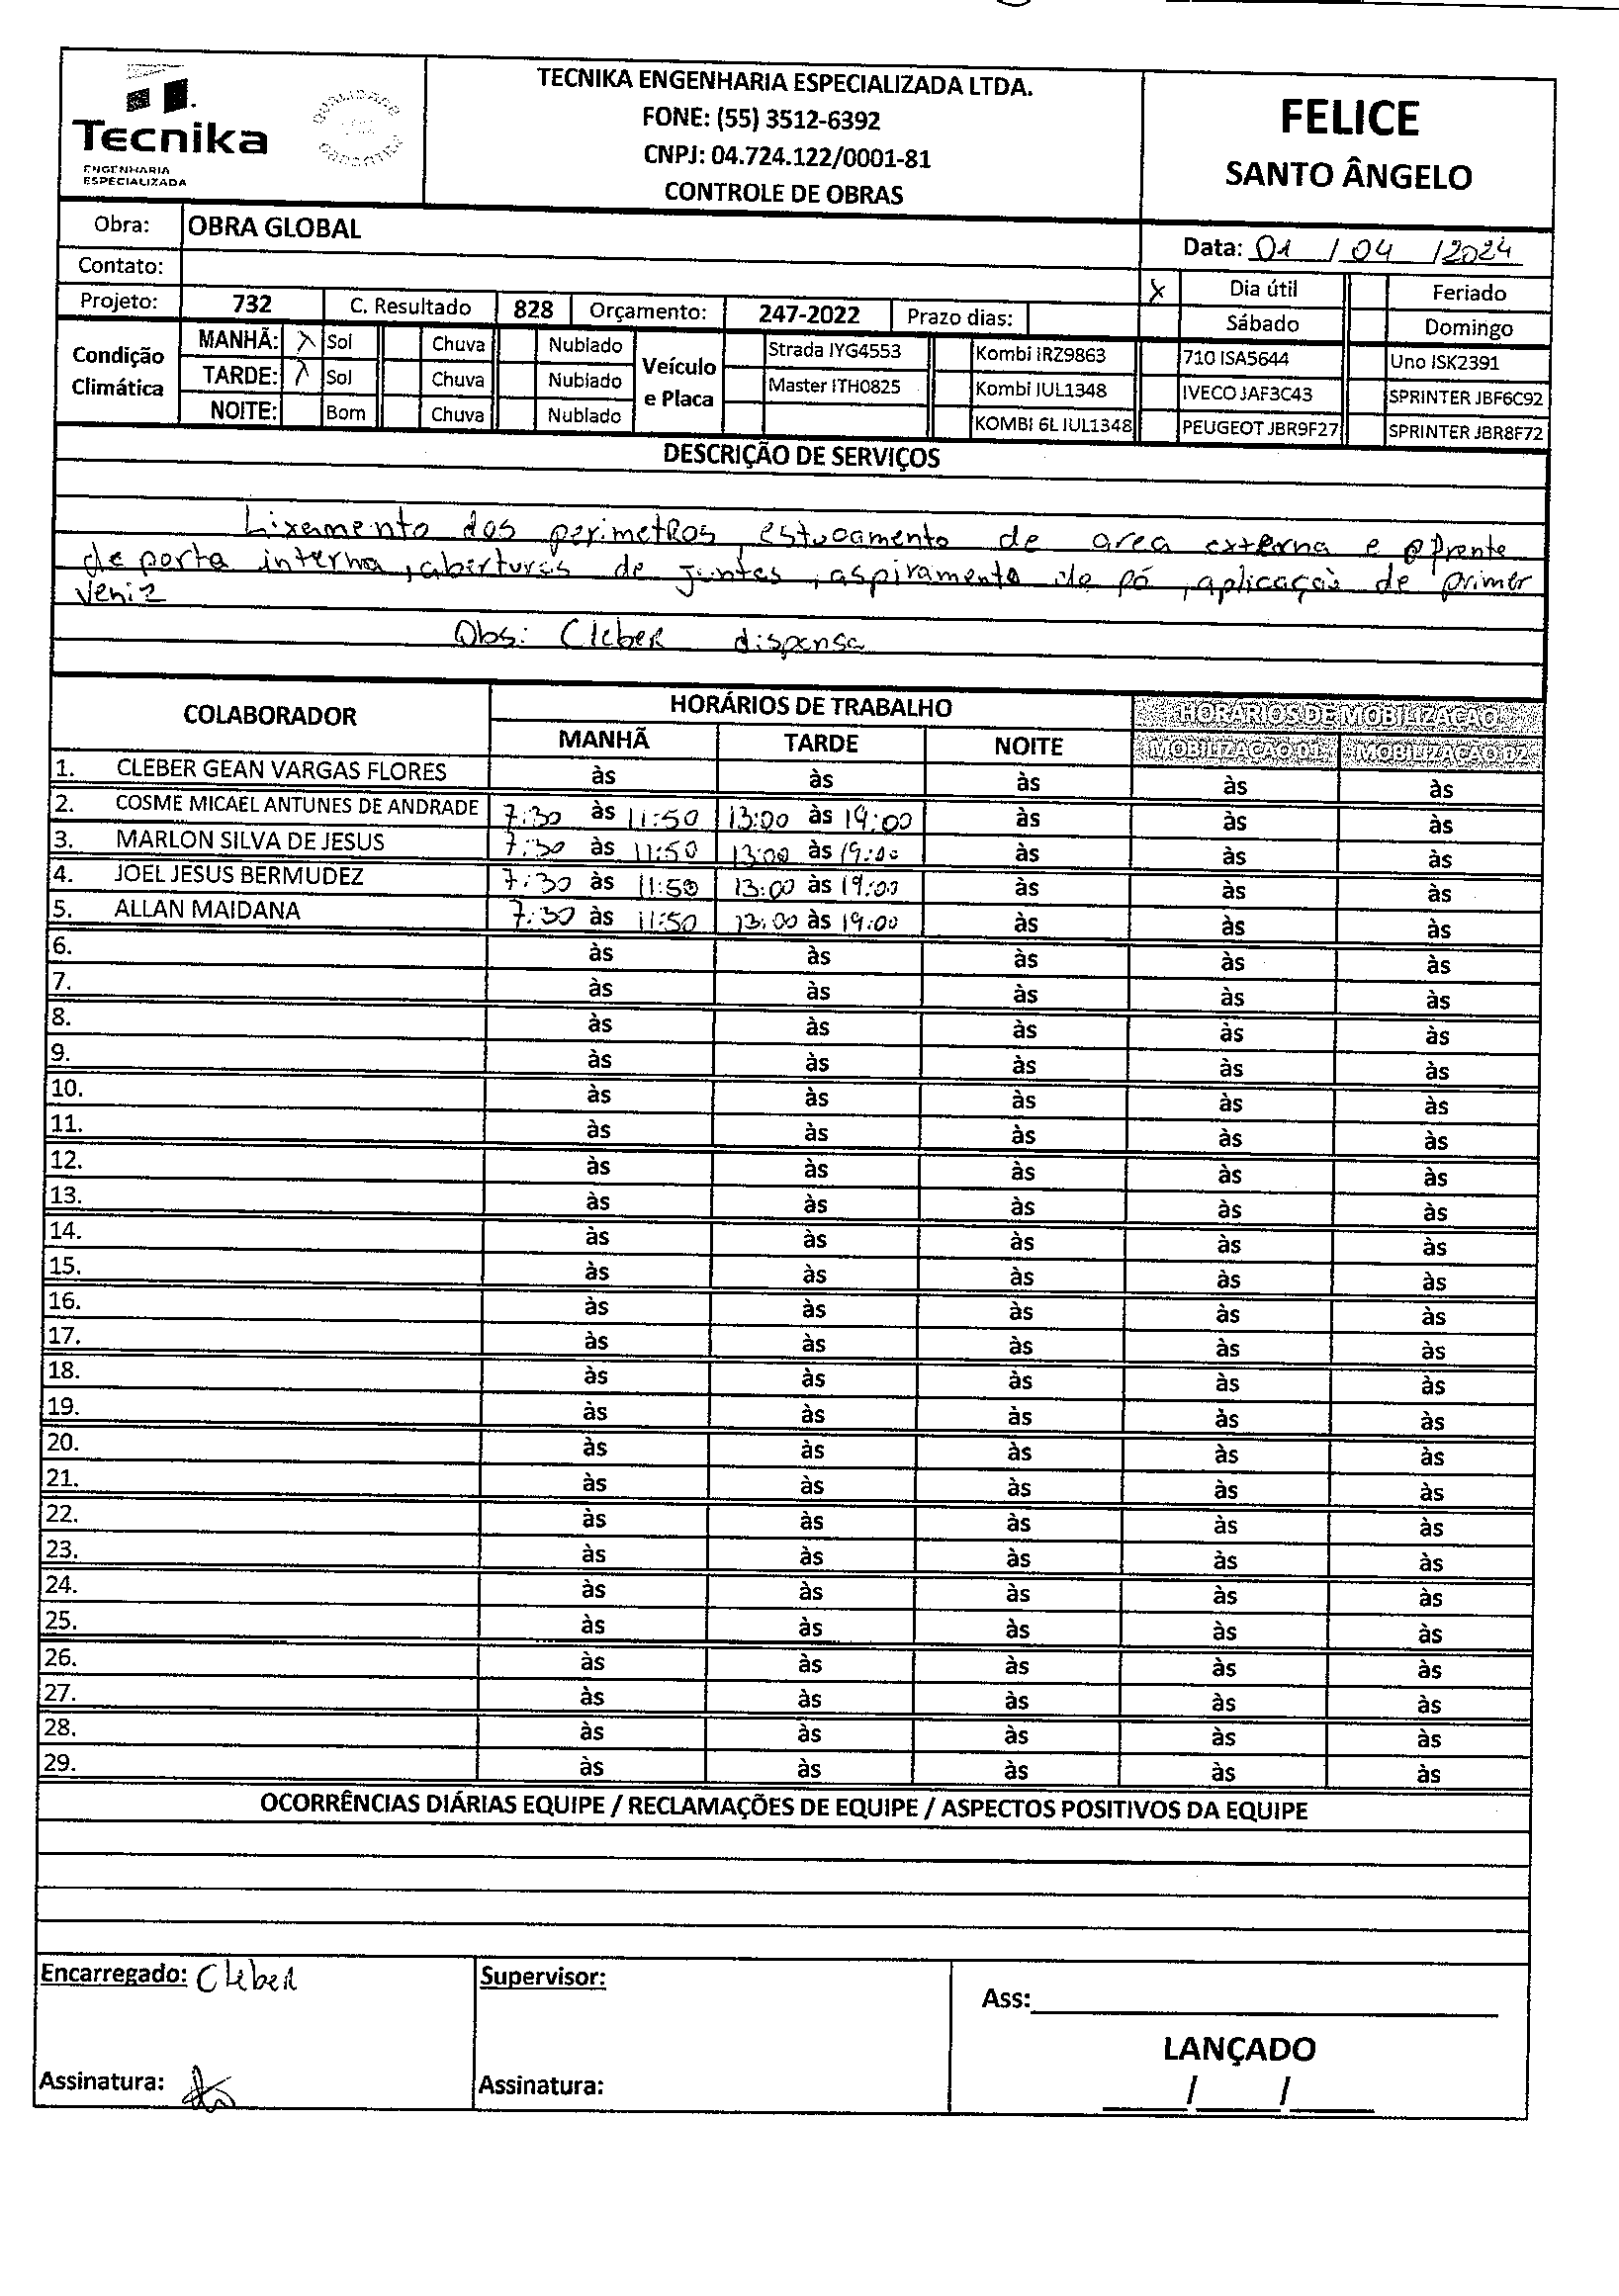 Tecnika
ENGENHARIA
ESPECIALIZADA
QUALIDADE
TECNIKA ENGENHARIA ESPECIALIZADA LTDA.
FONE: (55) 3512-6392
CNPJ: 04.724.122/0001-81
CONTROLE DE OBRAS
FELICE
SANTO ÂNGELO
Obra: OBRA GLOBAL
Data: 01 / 04 /2024
Contato:
X Dia útil Feriado
Projeto: 732 C. Resultado 828 Orçamento: 247-2022 Prazo dias: Sábado Domingo
Condição Climática
MANHÃ: X Sol Chuva Nublado
TARDE: X Sol Chuva Nublado
NOITE: Bom Chuva Nublado
Veículo e Placa
Strada IYG4553 Kombi IRZ9863 710 ISA5644 Uno ISK2391
Master ITH0825 Kombi IUL1348 IVECO JAF3C43 SPRINTER JBF6C92
KOMBI 6L IUL1348 PEUGEOT JBR9F27 SPRINTER JBR8F72
DESCRIÇÃO DE SERVIÇOS
Lixamento dos perimetros, estucamento de area externa e frente
de porta interna, aberturas de juntas, aspiramento de pó, aplicação de primer
veniz
Obs: Cleber dispensa
COLABORADOR HORÁRIOS DE TRABALHO HORÁRIOS DE MOBILIZAÇÃO
MANHÃ TARDE NOITE MOBILIZAÇÃO 01 MOBILIZAÇÃO 02
1. CLEBER GEAN VARGAS FLORES às às às às às
2. COSME MICAEL ANTUNES DE ANDRADE 7:30 às 11:50 13:00 às 19:00 às às às
3. MARLON SILVA DE JESUS 7:30 às 11:50 13:00 às 19:00 às às às
4. JOEL JESUS BERMUDEZ 7:30 às 11:50 13:00 às 19:00 às às às
5. ALLAN MAIDANA 7:30 às 11:50 13:00 às 19:00 às às às
6. às às às às às
7. às às às às às
8. às às às às às
9. às às às às às
10. às às às às às
11. às às às às às
12. às às às às às
13. às às às às às
14. às às às às às
15. às às às às às
16. às às às às às
17. às às às às às
18. às às às às às
19. às às às às às
20. às às às às às
21. às às às às às
22. às às às às às
23. às às às às às
24. às às às às às
25. às às às às às
26. às às às às às
27. às às às às às
28. às às às às às
29. às às às às às
OCORRÊNCIAS DIÁRIAS EQUIPE / RECLAMAÇÕES DE EQUIPE / ASPECTOS POSITIVOS DA EQUIPE
Encarregado: Cleber
Supervisor:
Ass:
LANÇADO
Assinatura:
Assinatura:
/ /